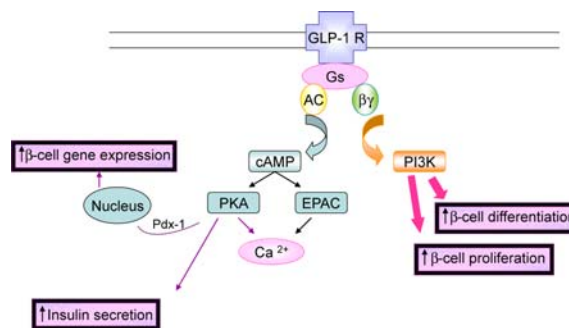 GLP-1 R
Gs
AC
βγ
↑β-cell gene expression
cAMP
PI3K
Nucleus
PKA
EPAC
Pdx-1
↑β-cell differentiation
Ca 2+
↑β-cell proliferation
↑Insulin secretion